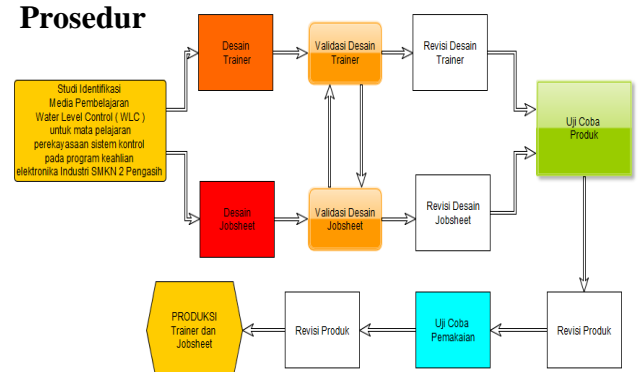 Prosedur
Studi Identifikasi
Media Pembelajaran
Water Level Control ( WLC )
untuk mata pelajaran
perekayasaan sistem kontrol
pada program keahlian
elektronika Industri SMKN 2 Pengasih
Desain
Trainer
Validasi Desain
Trainer
Revisi Desain
Trainer
Uji Coba
Produk
Desain
Jobsheet
Validasi Desain
Jobsheet
Revisi Desain
Jobsheet
PRODUKSI
Trainer dan
Jobsheet
Revisi Produk
Uji Coba
Pemakaian
Revisi Produk